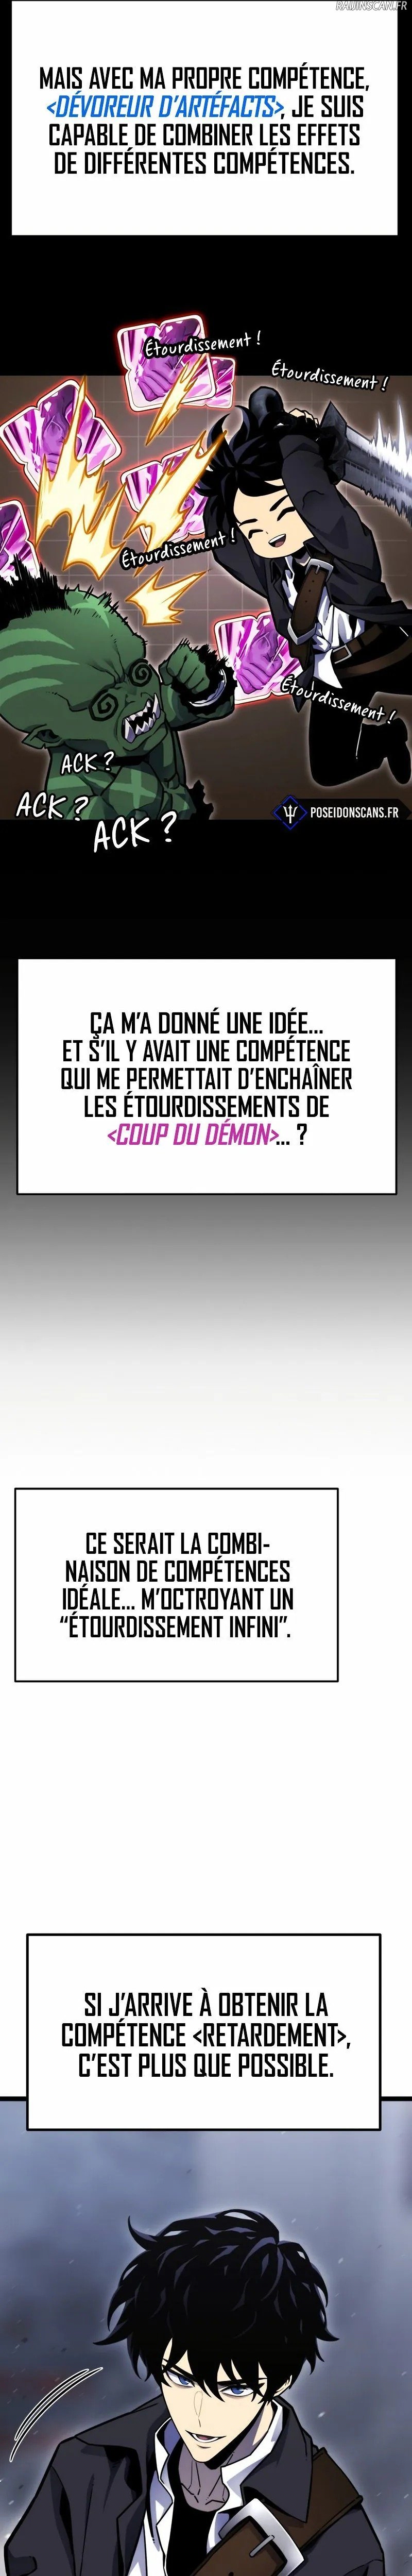 RAIJINSCAN.FR
MAIS AVEC MA PROPRE COMPÉTENCE,
<DÉVOREUR D'ARTÉFACTS>, JE SUIS
CAPABLE DE COMBINER LES EFFETS
DE DIFFÉRENTES COMPÉTENCES.
Étourdissement !
Étourdissement !
Étourdissement !
Étourdissement !
ACK ?
ACK ?
ACK ?
POSEIDONSCANS.FR
ÇA M'A DONNÉ UNE IDÉE...
ET S'IL Y AVAIT UNE COMPÉTENCE
QUI ME PERMETTAIT D'ENCHAÎNER
LES ÉTOURDISSEMENTS DE
<COUP DU DÉMON>... ?
CE SERAIT LA COMBI-
NAISON DE COMPÉTENCES
IDÉALE... M'OCTROYANT UN
“ÉTOURDISSEMENT INFINI”.
SI J'ARRIVE À OBTENIR LA
COMPÉTENCE <RETARDEMENT>,
C'EST PLUS QUE POSSIBLE.